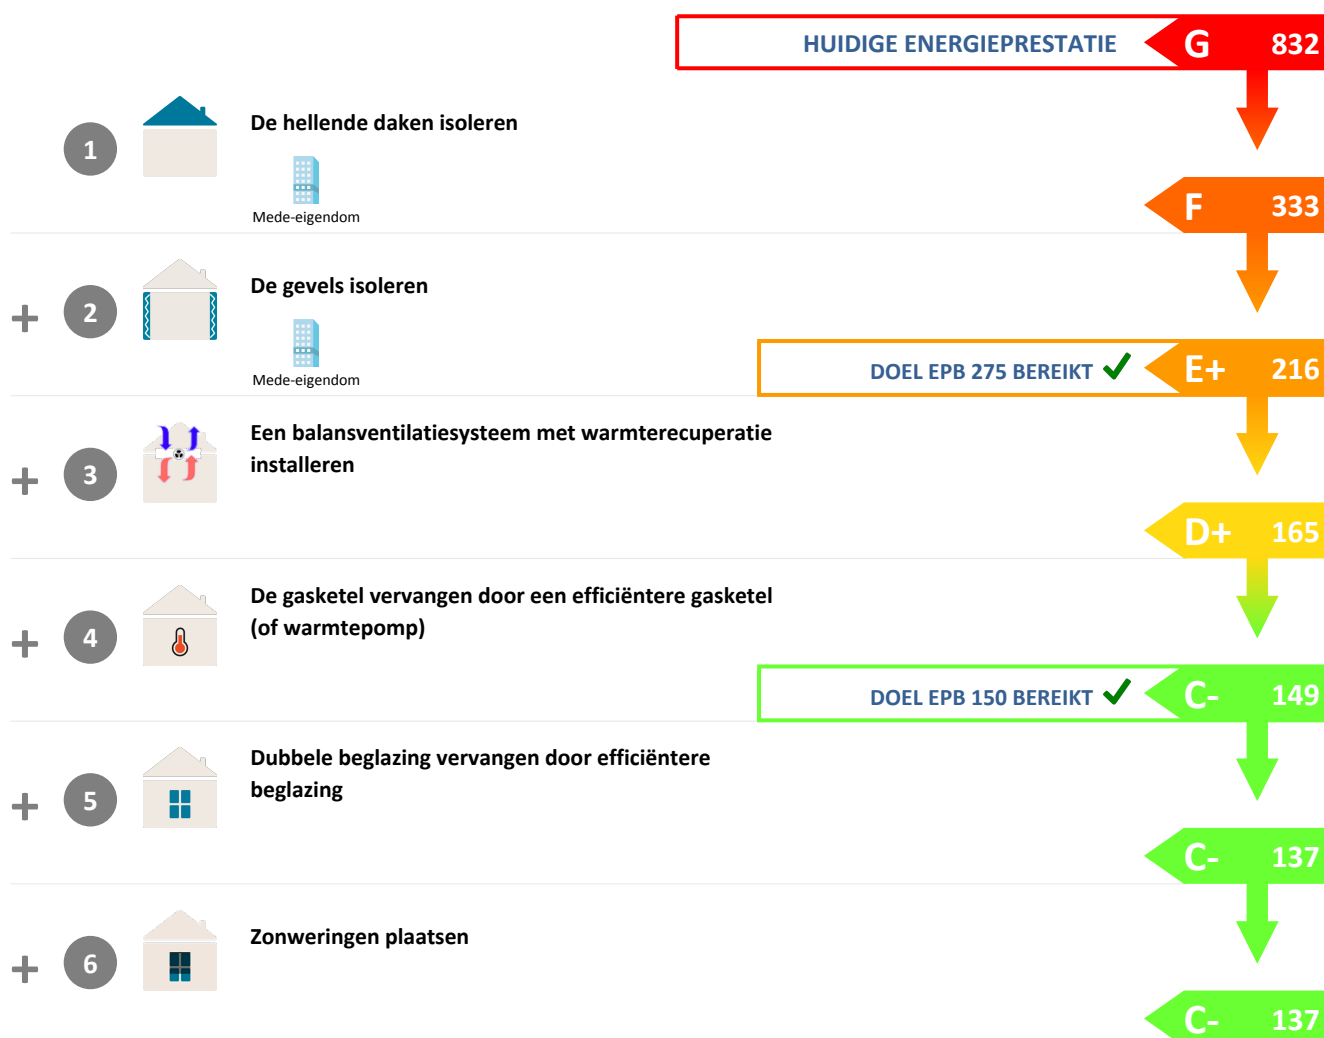 HUIDIGE ENERGIEPRESTATIE G 832
1 De hellende daken isoleren
Mede-eigendom
F 333
+ 2 De gevels isoleren
Mede-eigendom
DOEL EPB 275 BEREIKT ✓ E+ 216
+ 3 Een balansventilatiesysteem met warmterecuperatie
installeren
D+ 165
+ 4 De gasketel vervangen door een efficiëntere gasketel
(of warmtepomp)
DOEL EPB 150 BEREIKT ✓ C- 149
+ 5 Dubbele beglazing vervangen door efficiëntere
beglazing
C- 137
+ 6 Zonweringen plaatsen
C- 137